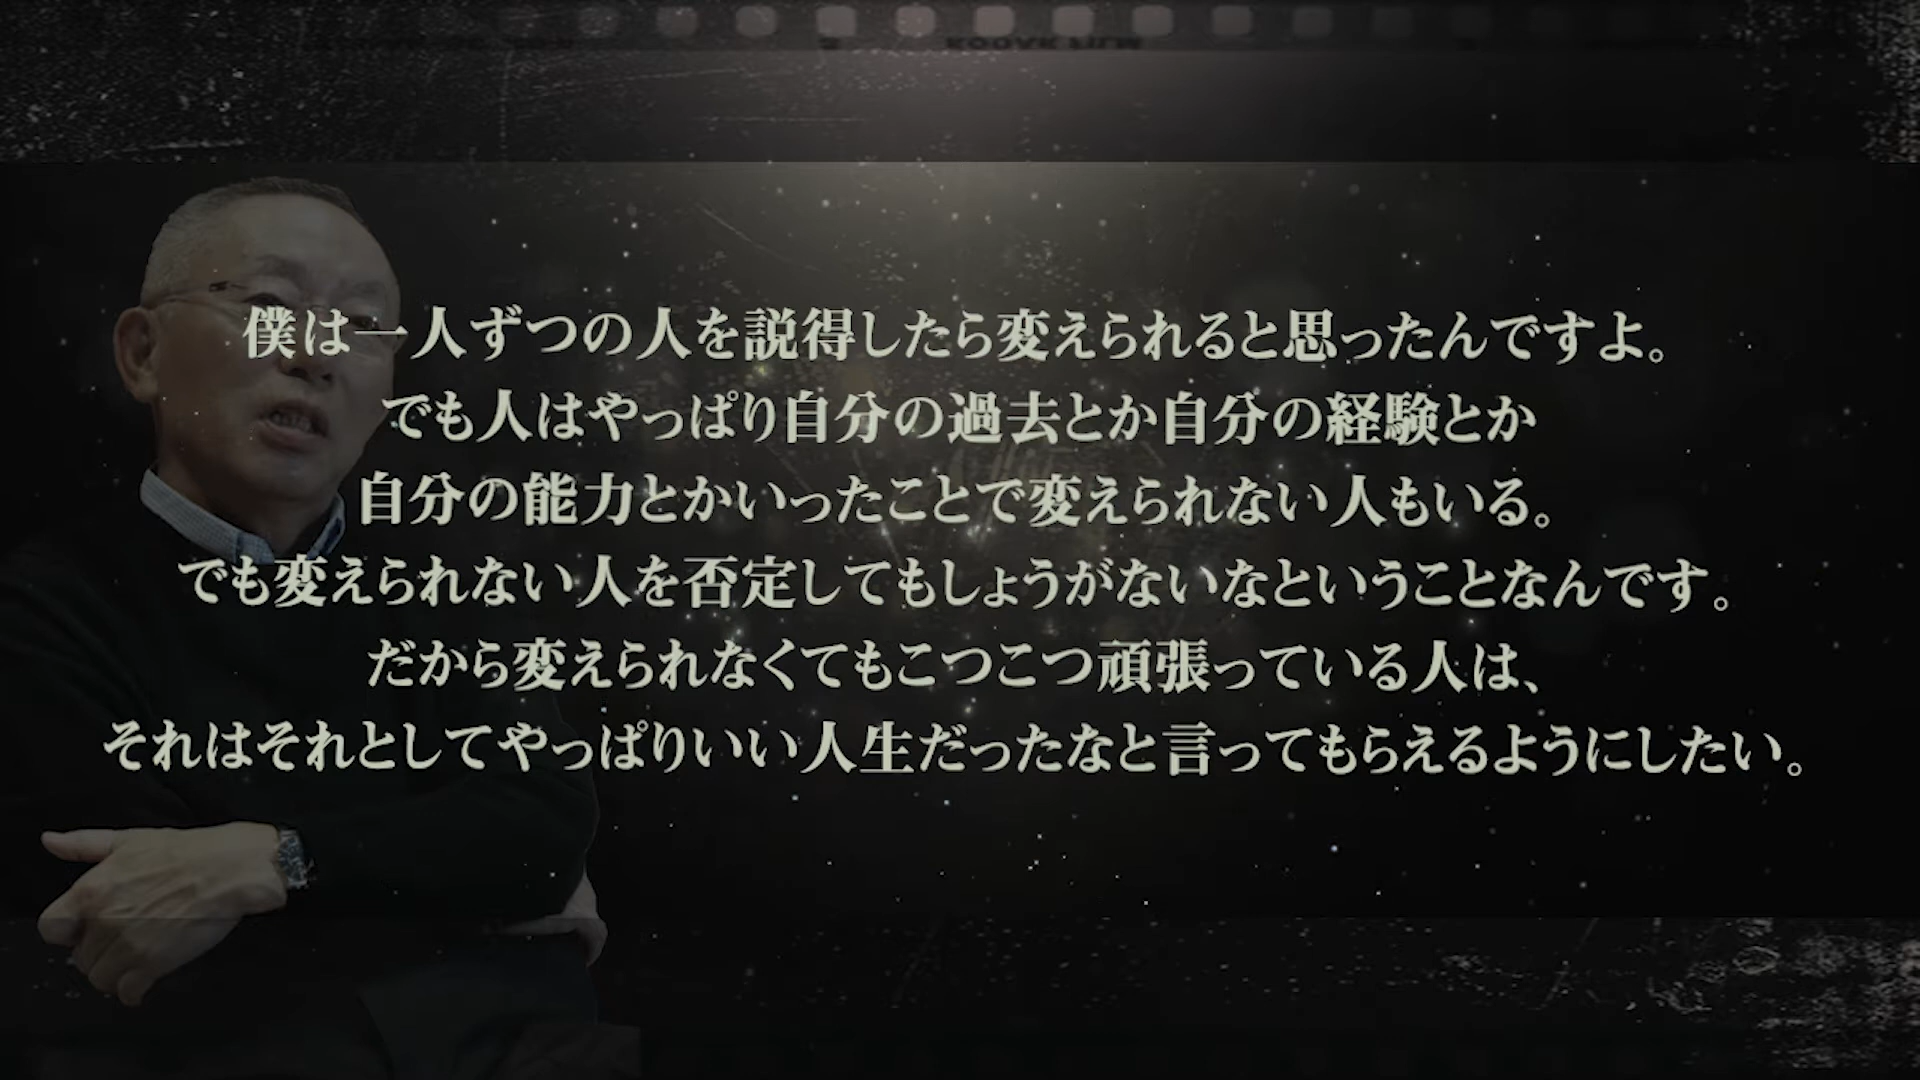 KODAK FILM
僕は一人ずつの人を説得したら変えられると思ったんですよ。
でも人はやっぱり自分の過去とか自分の経験とか
自分の能力とかいったことで変えられない人もいる。
でも変えられない人を否定してもしょうがないなということなんです。
だから変えられなくてもこつこつ頑張っている人は、
それはそれとしてやっぱりいい人生だったなと言ってもらえるようにしたい。